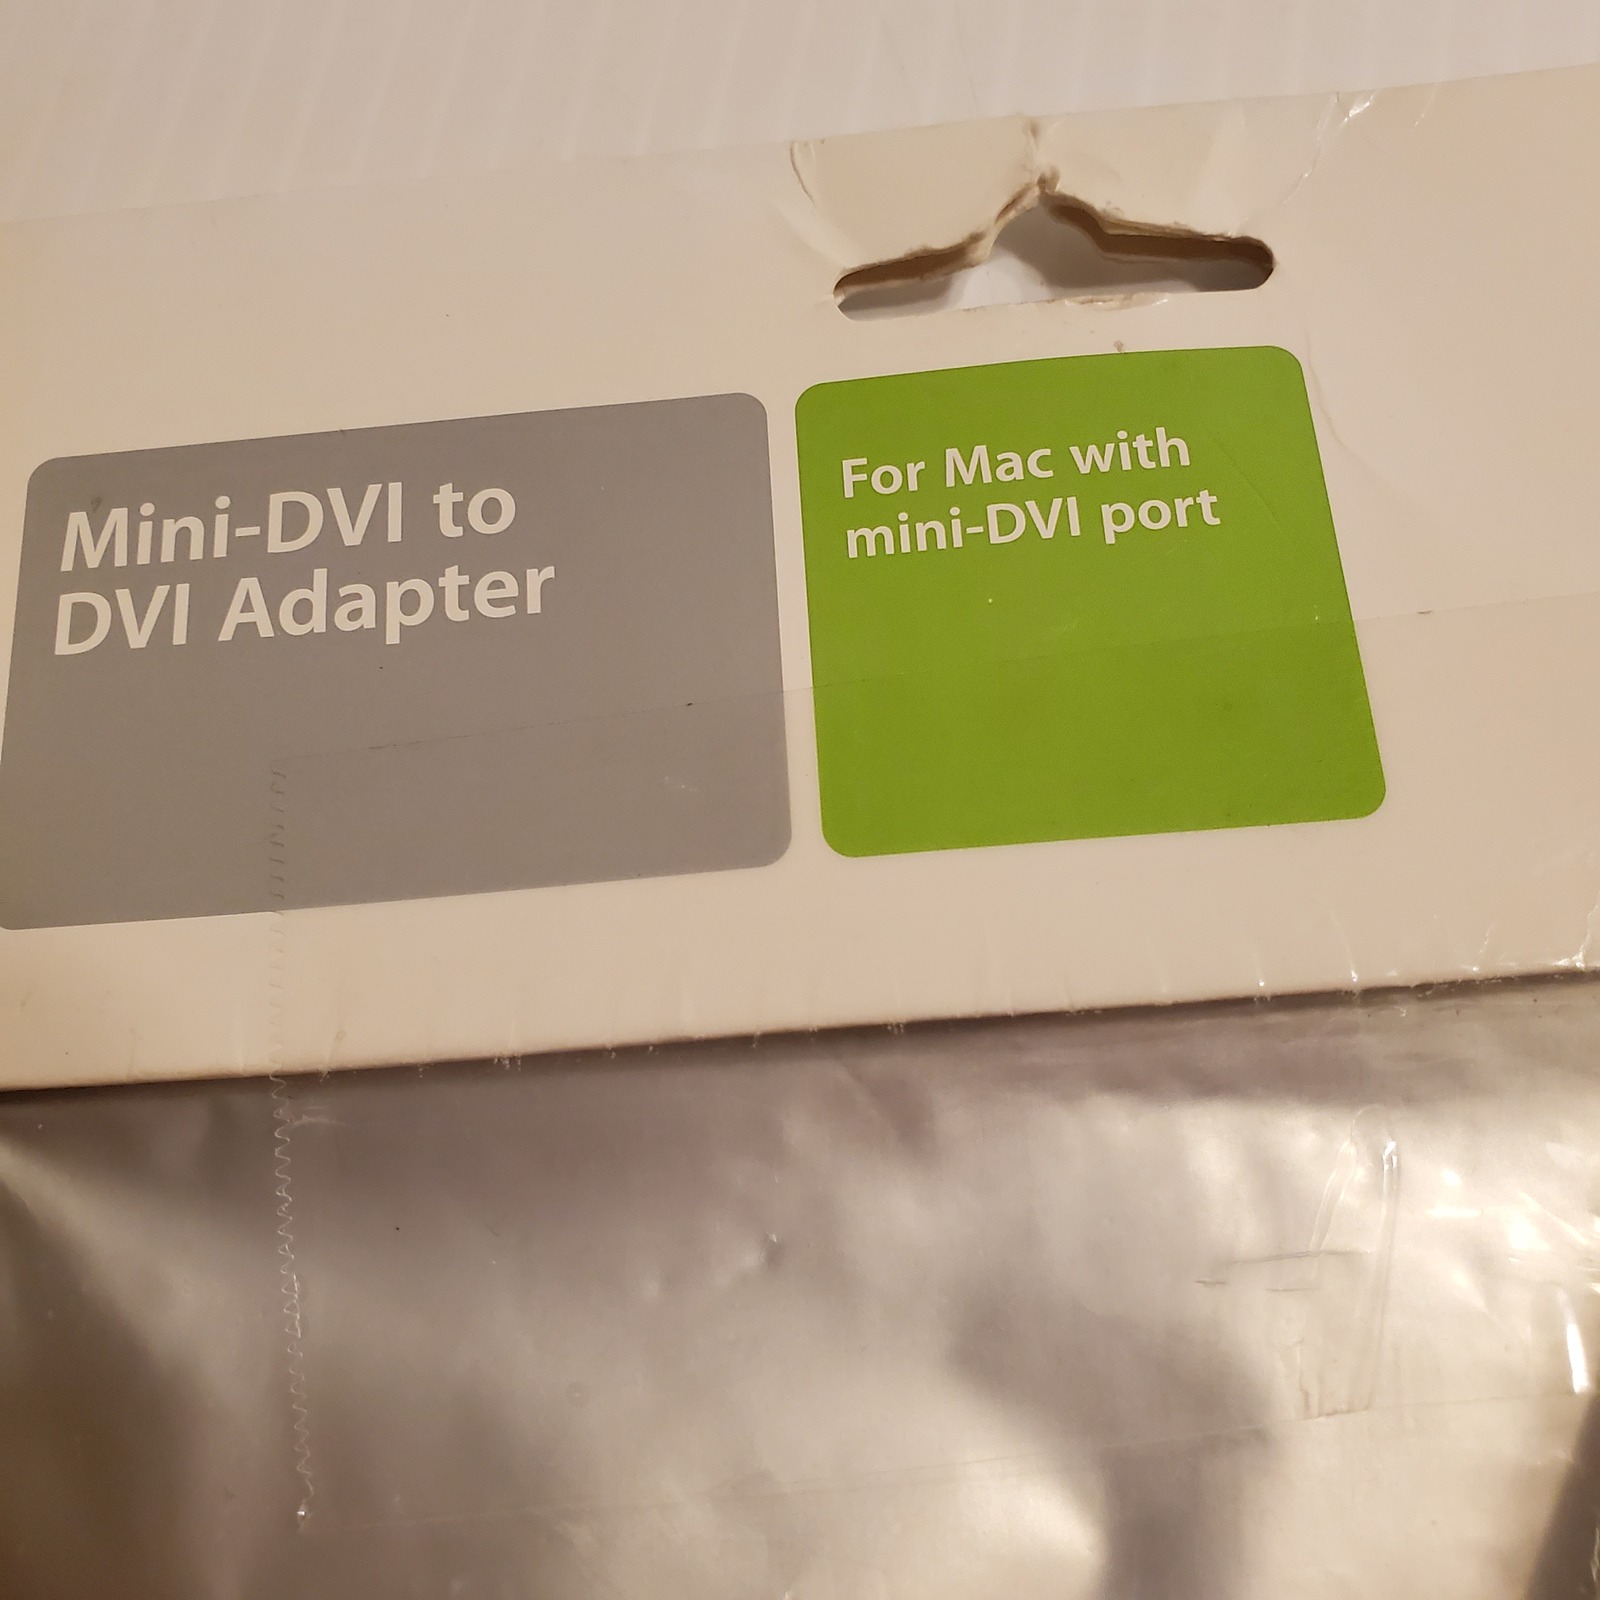 Mini-DVI to
DVI Adapter
For Mac with
mini-DVI port